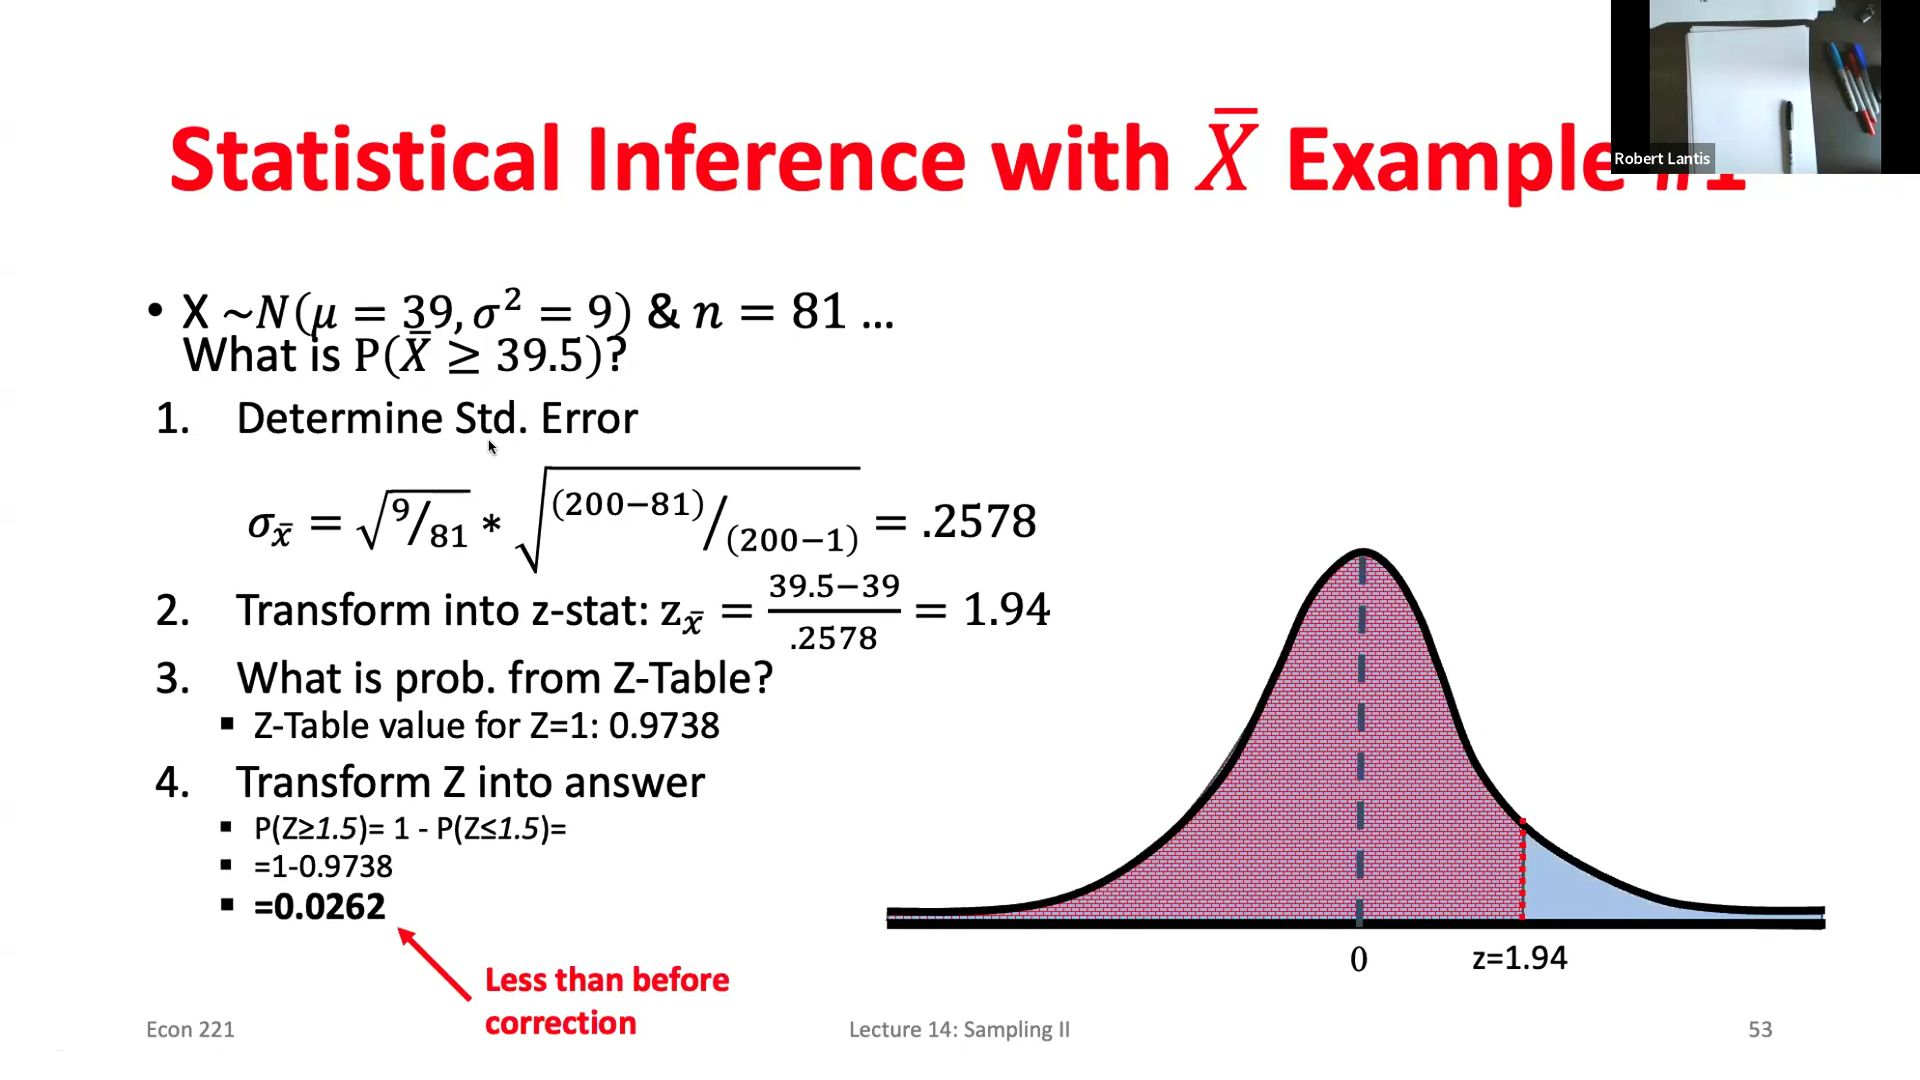 Statistical Inference with X̄ Example #1
Robert Lantis
• X ~N(μ = 39, σ² = 9) & n = 81 ...
What is P(X̄ ≥ 39.5)?
1. Determine Std. Error
σx̄ = √(9/81) * √((200−81)/(200−1)) = .2578
2. Transform into z-stat: zx̄ = (39.5−39)/.2578 = 1.94
3. What is prob. from Z-Table?
▪ Z-Table value for Z=1: 0.9738
4. Transform Z into answer
▪ P(Z≥1.5)= 1 - P(Z≤1.5)=
▪ =1-0.9738
▪ =0.0262
Less than before
correction
0
z=1.94
Econ 221
Lecture 14: Sampling II
53